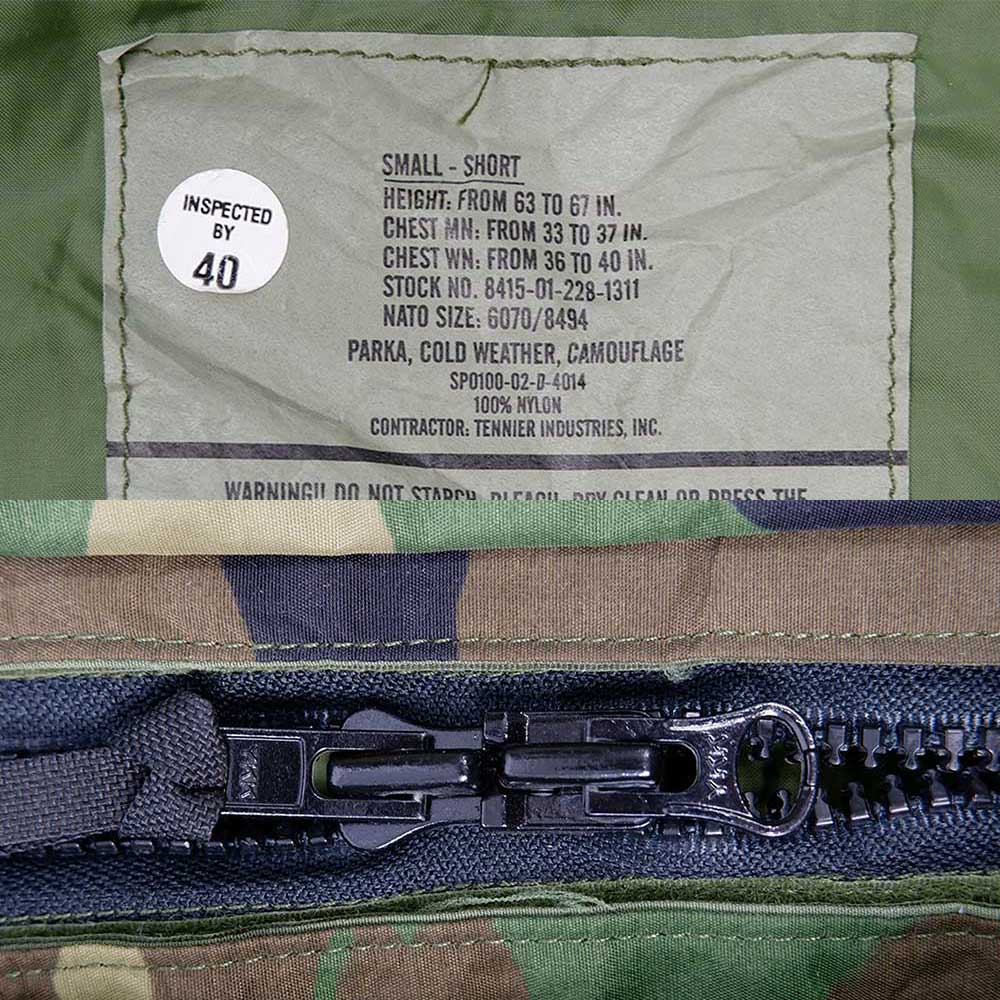 INSPECTED
BY
40
SMALL - SHORT
HEIGHT: FROM 63 TO 67 IN.
CHEST MN: FROM 33 TO 37 IN.
CHEST WN: FROM 36 TO 40 IN.
STOCK NO. 8415-01-228-1311
NATO SIZE: 6070/8494
PARKA, COLD WEATHER, CAMOUFLAGE
SPO100-02-D-4014
100% NYLON
CONTRACTOR: TENNIER INDUSTRIES, INC.
WARNING!! DO NOT STARCH, BLEACH, DRY CLEAN OR PRESS THE
YKK
YKK